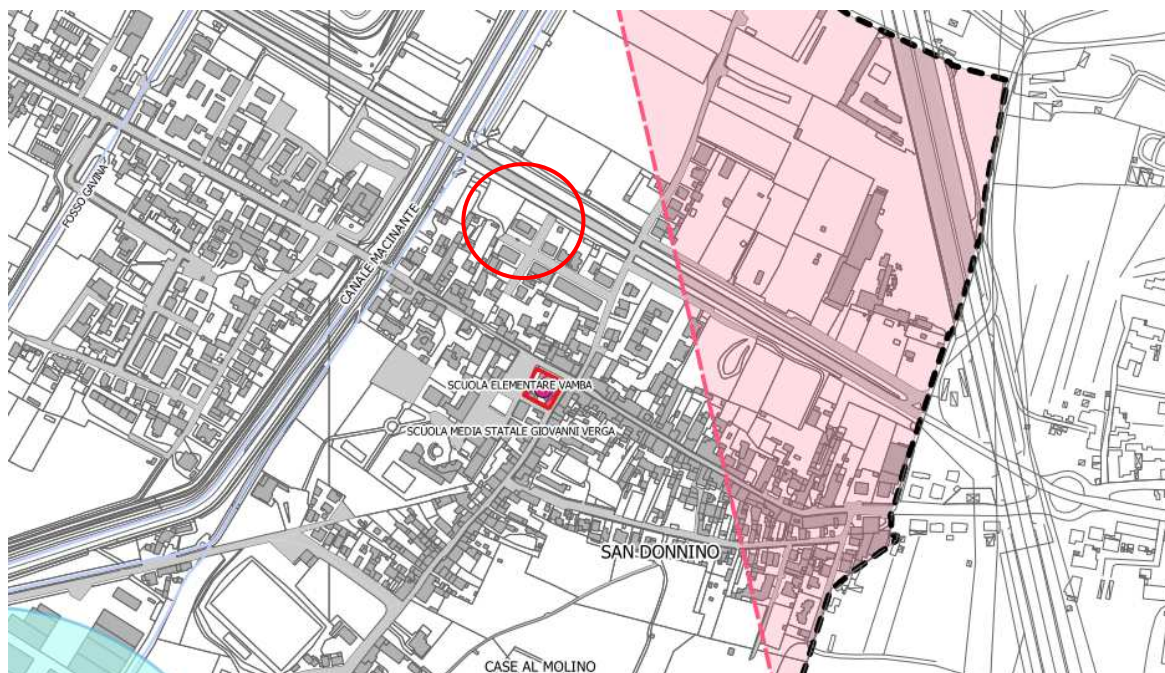 FOSSO GAVINA
CANALE MACINANTE
SCUOLA ELEMENTARE VAMBA
SCUOLA MEDIA STATALE GIOVANNI VERGA
SAN DONNINO
CASE AL MOLINO